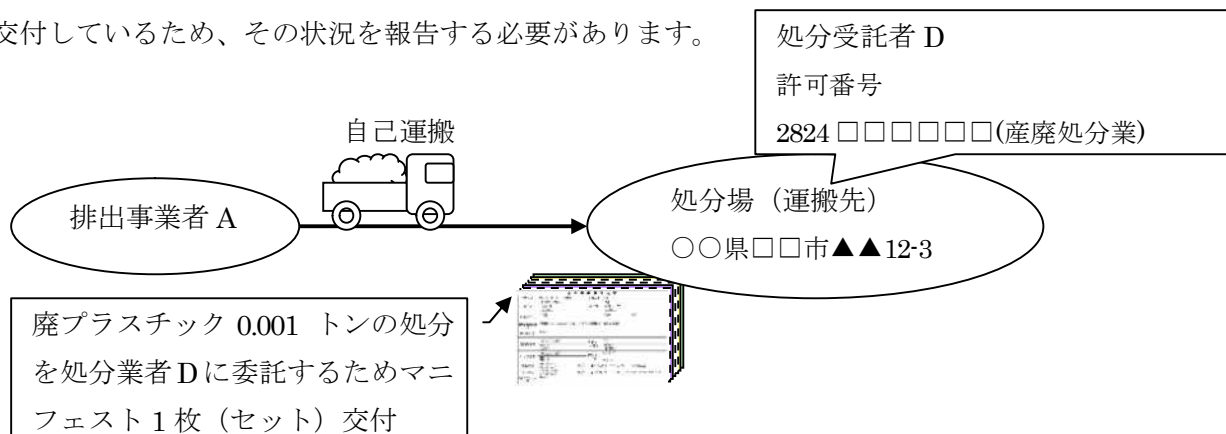 交付しているため、その状況を報告する必要があります。
処分受託者 D
許可番号
2824 □□□□□□(産廃処分業)
自己運搬
排出事業者 A
処分場（運搬先）
○○県□□市▲▲12-3
廃プラスチック 0.001 トンの処分
を処分業者 D に委託するためマニ
フェスト 1 枚（セット）交付